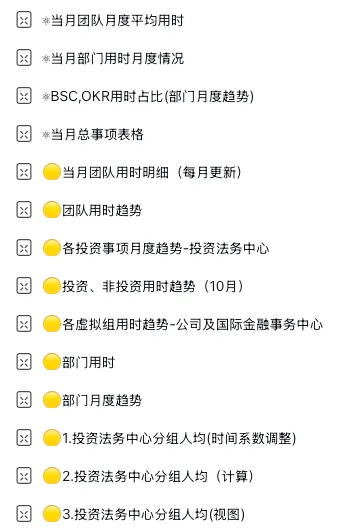 ※当月团队月度平均用时
※当月部门用时月度情况
※BSC,OKR用时占比(部门月度趋势)
※当月总事项表格
🟡当月团队用时明细（每月更新）
🟡团队用时趋势
🟡各投资事项月度趋势-投资法务中心
🟡投资、非投资用时趋势（10月）
🟡各虚拟组用时趋势-公司及国际金融事务中心
🟡部门用时
🟡部门月度趋势
🟡1.投资法务中心分组人均(时间系数调整)
🟡2.投资法务中心分组人均（计算）
🟡3.投资法务中心分组人均(视图)